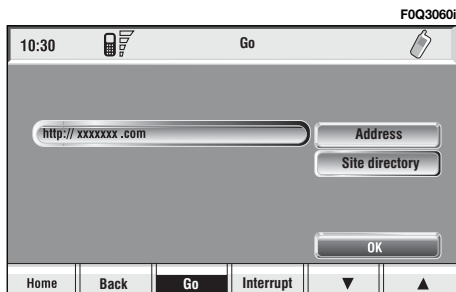 F0Q3060i
10:30 Go
http:// xxxxxxx .com
Address
Site directory
OK
Home Back Go Interrupt ▼ ▲